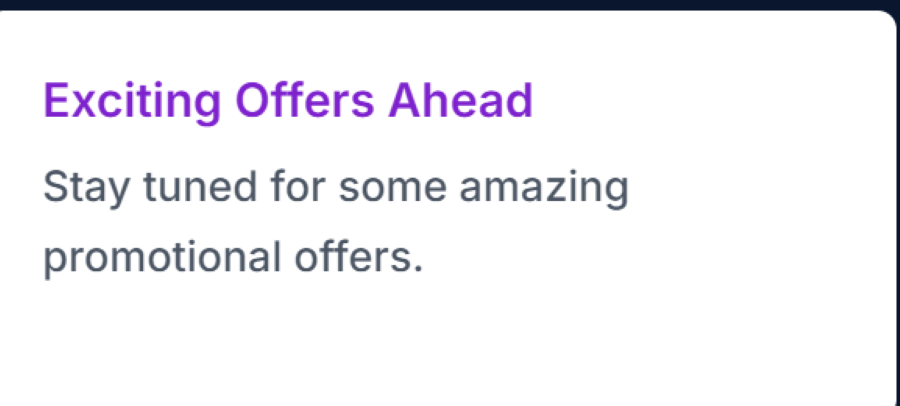 Exciting Offers Ahead
Stay tuned for some amazing
promotional offers.